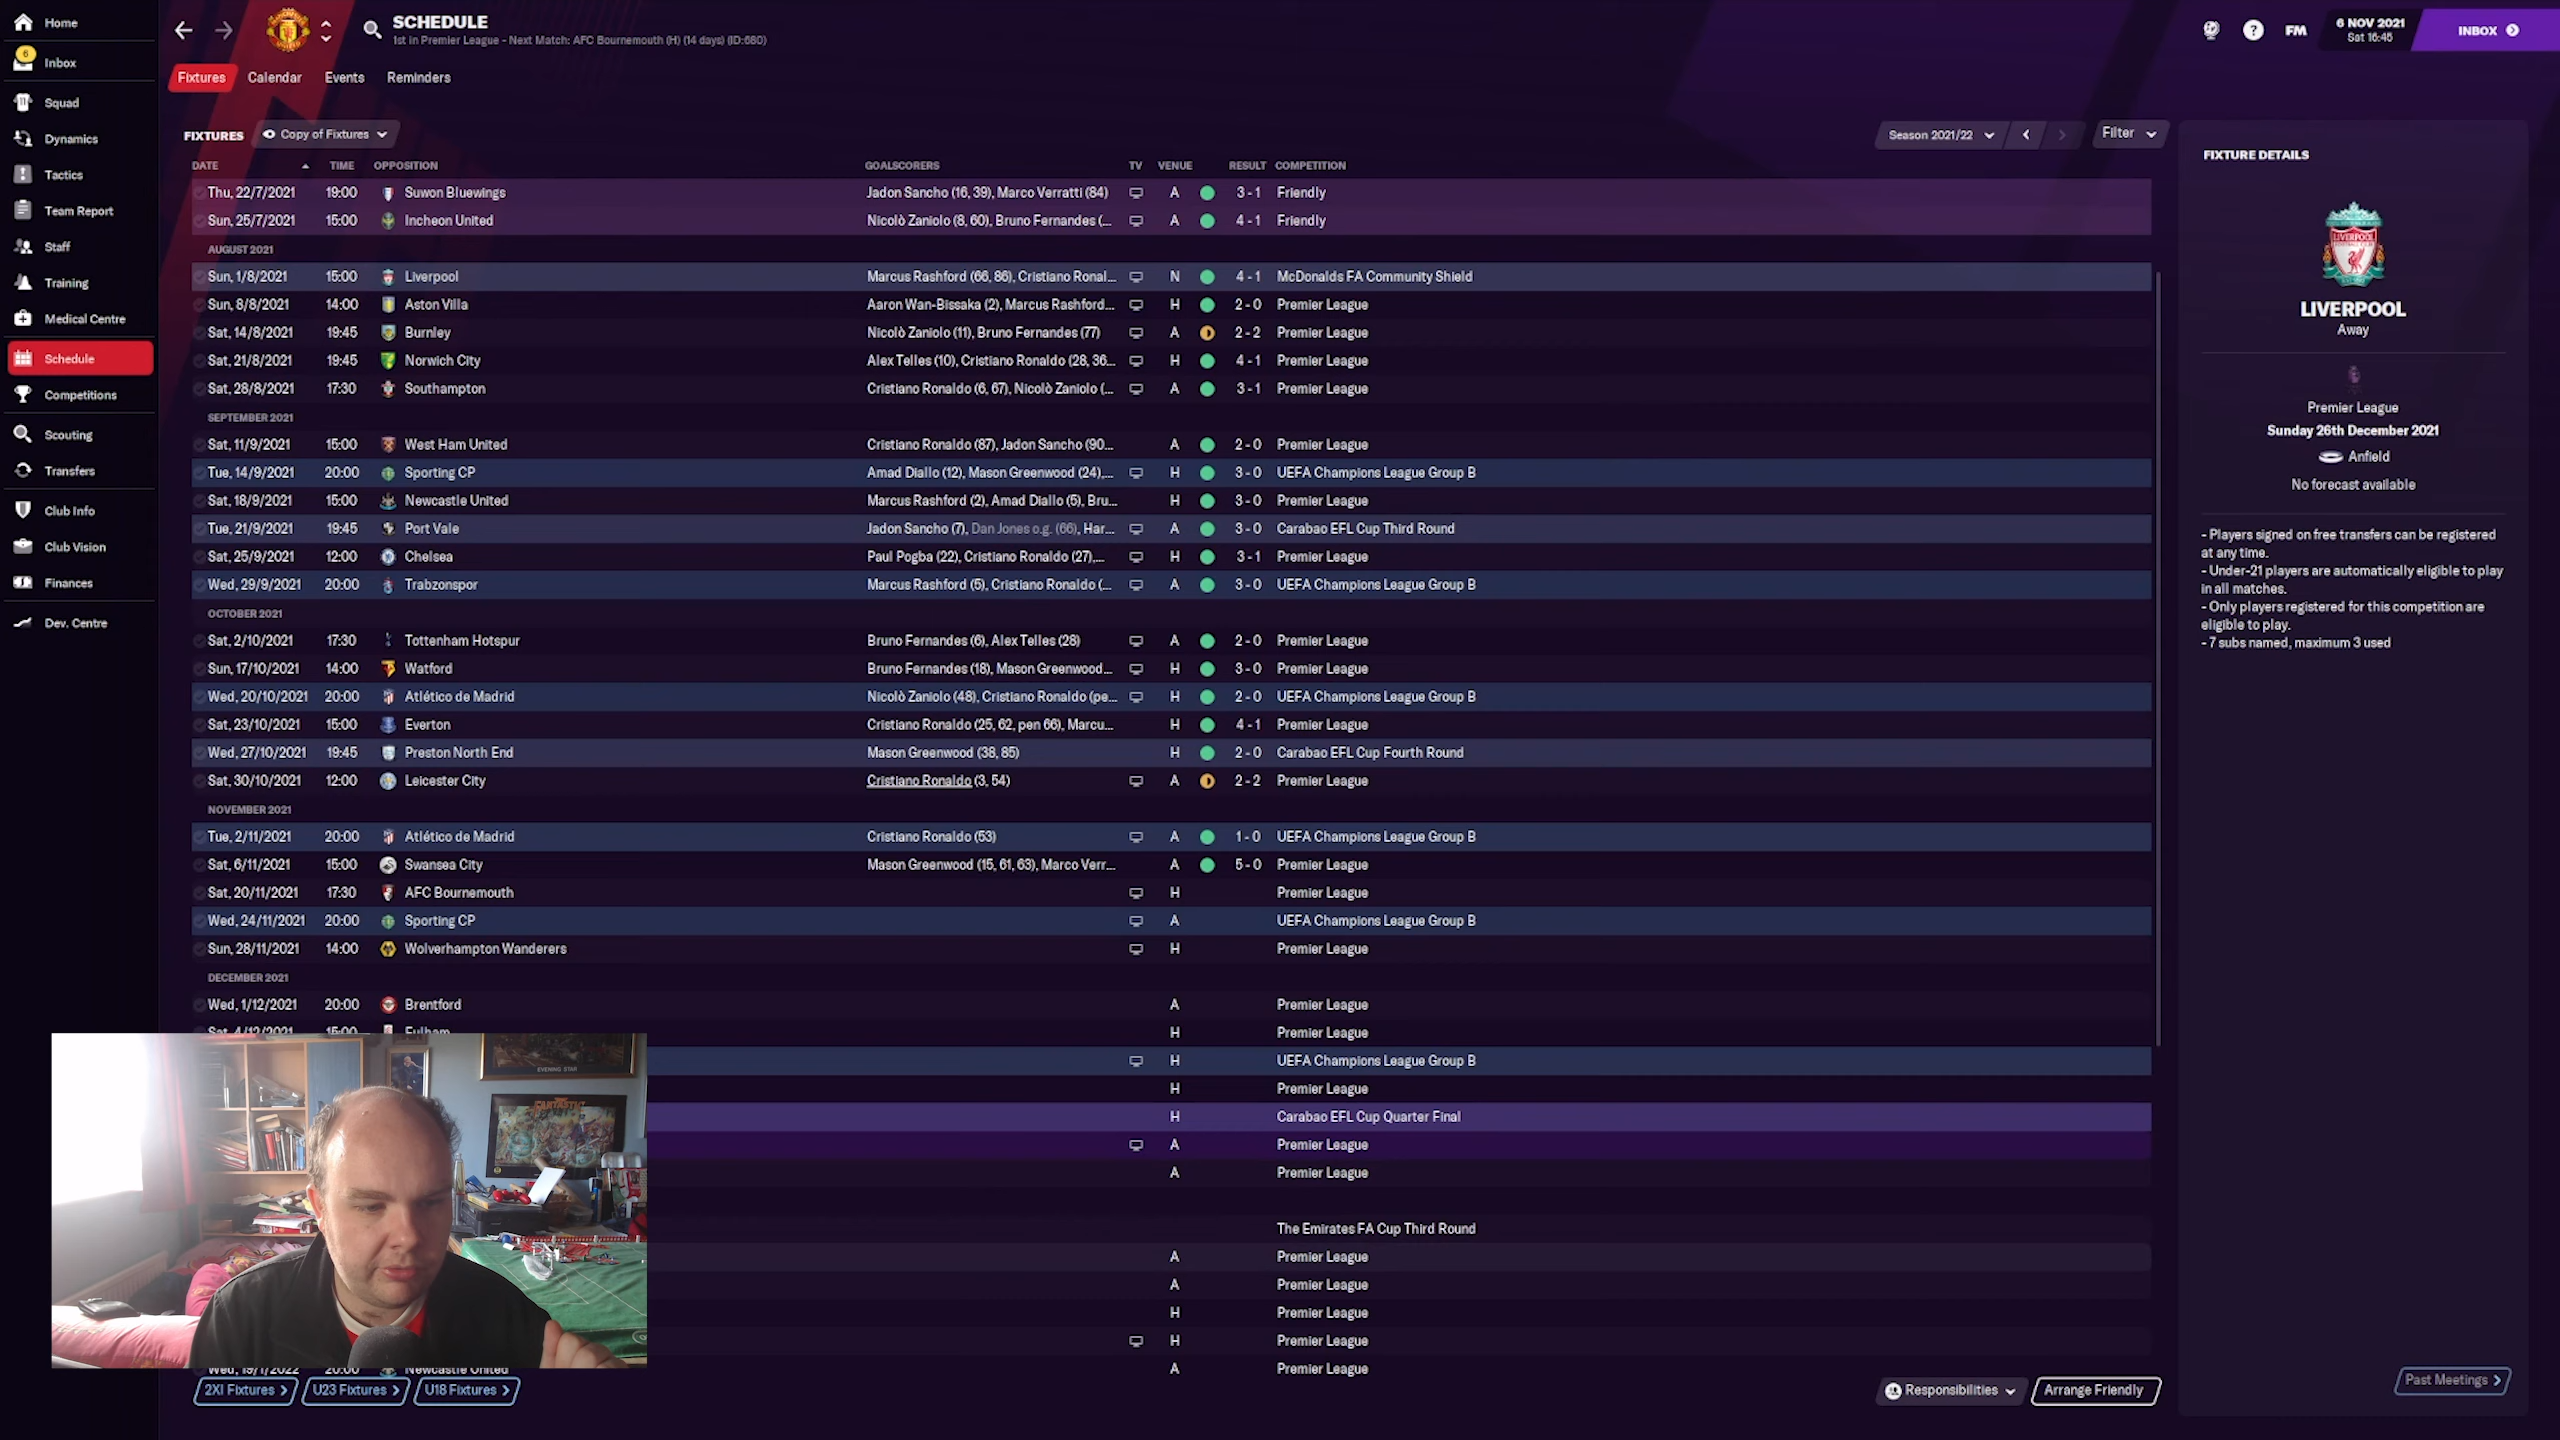 Home
Inbox
6
Squad
Dynamics
Tactics
Team Report
Staff
Training
Medical Centre
Schedule
Competitions
Scouting
Transfers
Club Info
Club Vision
Finances
Dev. Centre
SCHEDULE
1st in Premier League - Next Match: AFC Bournemouth (H) (14 days) (ID:680)
FM
6 NOV 2021
Sat 16:45
INBOX
Fixtures Calendar Events Reminders
FIXTURES Copy of Fixtures
Season 2021/22 Filter
DATE TIME OPPOSITION GOALSCORERS TV VENUE RESULT COMPETITION
Thu, 22/7/2021 19:00 Suwon Bluewings Jadon Sancho (16, 39), Marco Verratti (84) A 3 - 1 Friendly
Sun, 25/7/2021 15:00 Incheon United Nicolò Zaniolo (8, 60), Bruno Fernandes (... A 4 - 1 Friendly
AUGUST 2021
Sun, 1/8/2021 15:00 Liverpool Marcus Rashford (66, 86), Cristiano Ronal... N 4 - 1 McDonalds FA Community Shield
Sun, 8/8/2021 14:00 Aston Villa Aaron Wan-Bissaka (2), Marcus Rashford... H 2 - 0 Premier League
Sat, 14/8/2021 19:45 Burnley Nicolò Zaniolo (11), Bruno Fernandes (77) A 2 - 2 Premier League
Sat, 21/8/2021 19:45 Norwich City Alex Telles (10), Cristiano Ronaldo (28, 36... H 4 - 1 Premier League
Sat, 28/8/2021 17:30 Southampton Cristiano Ronaldo (6, 67), Nicolò Zaniolo (... A 3 - 1 Premier League
SEPTEMBER 2021
Sat, 11/9/2021 15:00 West Ham United Cristiano Ronaldo (87), Jadon Sancho (90... A 2 - 0 Premier League
Tue, 14/9/2021 20:00 Sporting CP Amad Diallo (12), Mason Greenwood (24),... H 3 - 0 UEFA Champions League Group B
Sat, 18/9/2021 15:00 Newcastle United Marcus Rashford (2), Amad Diallo (5), Bru... H 3 - 0 Premier League
Tue, 21/9/2021 19:45 Port Vale Jadon Sancho (7), Dan Jones o.g. (66), Har... A 3 - 0 Carabao EFL Cup Third Round
Sat, 25/9/2021 12:00 Chelsea Paul Pogba (22), Cristiano Ronaldo (27),... H 3 - 1 Premier League
Wed, 29/9/2021 20:00 Trabzonspor Marcus Rashford (5), Cristiano Ronaldo (... A 3 - 0 UEFA Champions League Group B
OCTOBER 2021
Sat, 2/10/2021 17:30 Tottenham Hotspur Bruno Fernandes (6), Alex Telles (28) A 2 - 0 Premier League
Sun, 17/10/2021 14:00 Watford Bruno Fernandes (18), Mason Greenwood... H 3 - 0 Premier League
Wed, 20/10/2021 20:00 Atlético de Madrid Nicolò Zaniolo (48), Cristiano Ronaldo (pe... H 2 - 0 UEFA Champions League Group B
Sat, 23/10/2021 15:00 Everton Cristiano Ronaldo (25, 62, pen 66), Marcu... H 4 - 1 Premier League
Wed, 27/10/2021 19:45 Preston North End Mason Greenwood (38, 85) H 2 - 0 Carabao EFL Cup Fourth Round
Sat, 30/10/2021 12:00 Leicester City Cristiano Ronaldo (3, 54) A 2 - 2 Premier League
NOVEMBER 2021
Tue, 2/11/2021 20:00 Atlético de Madrid Cristiano Ronaldo (53) A 1 - 0 UEFA Champions League Group B
Sat, 6/11/2021 15:00 Swansea City Mason Greenwood (15, 61, 63), Marco Verr... A 5 - 0 Premier League
Sat, 20/11/2021 17:30 AFC Bournemouth H Premier League
Wed, 24/11/2021 20:00 Sporting CP A UEFA Champions League Group B
Sun, 28/11/2021 14:00 Wolverhampton Wanderers H Premier League
DECEMBER 2021
Wed, 1/12/2021 20:00 Brentford A Premier League
Sat, 4/12/2021 15:00 Fulham H Premier League
H UEFA Champions League Group B
H Premier League
H Carabao EFL Cup Quarter Final
A Premier League
A Premier League
The Emirates FA Cup Third Round
A Premier League
A Premier League
H Premier League
H Premier League
Wed, 19/1/2022 20:00 Newcastle United A Premier League
EVENING STAR
2XI Fixtures U23 Fixtures U18 Fixtures
Responsibilities Arrange Friendly
FIXTURE DETAILS
LIVERPOOL
Away
Premier League
Sunday 26th December 2021
Anfield
No forecast available
- Players signed on free transfers can be registered
at any time.
- Under-21 players are automatically eligible to play
in all matches.
- Only players registered for this competition are
eligible to play.
- 7 subs named, maximum 3 used
Past Meetings